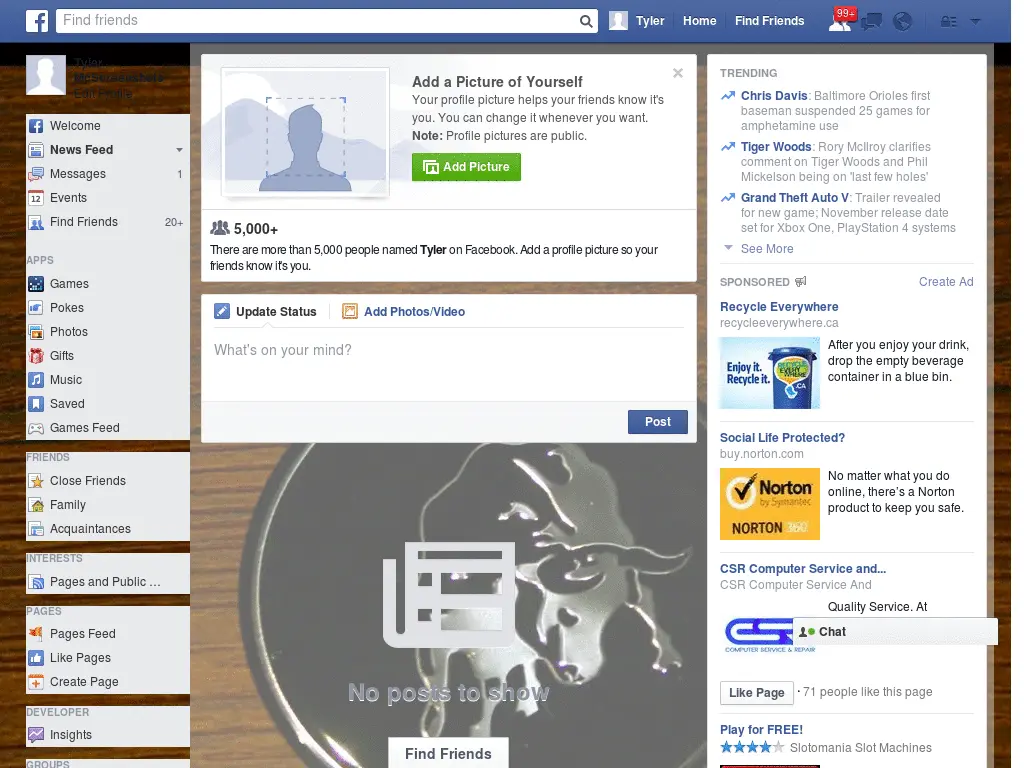 Find friends
Tyler
Home
Find Friends
99+
Tyler
McScreenshots
Edit Profile
Welcome
News Feed
Messages 1
12 Events
Find Friends 20+
APPS
Games
Pokes
Photos
Gifts
Music
Saved
Games Feed
FRIENDS
Close Friends
Family
Acquaintances
INTERESTS
Pages and Public ...
PAGES
Pages Feed
Like Pages
Create Page
DEVELOPER
Insights
GROUPS
Add a Picture of Yourself
Your profile picture helps your friends know it's
you. You can change it whenever you want.
Note: Profile pictures are public.
Add Picture
5,000+
There are more than 5,000 people named Tyler on Facebook. Add a profile picture so your
friends know it's you.
Update Status
Add Photos/Video
What's on your mind?
Post
No posts to show
Find Friends
TRENDING
Chris Davis: Baltimore Orioles first
baseman suspended 25 games for
amphetamine use
Tiger Woods: Rory McIlroy clarifies
comment on Tiger Woods and Phil
Mickelson being on 'last few holes'
Grand Theft Auto V: Trailer revealed
for new game; November release date
set for Xbox One, PlayStation 4 systems
See More
SPONSORED
Create Ad
Recycle Everywhere
recycleeverywhere.ca
Enjoy it.
Recycle it.
RECYCLE
EVERYWHERE
.CA
After you enjoy your drink,
drop the empty beverage
container in a blue bin.
Social Life Protected?
buy.norton.com
Norton
by Symantec
NORTON 360
No matter what you do
online, there's a Norton
product to keep you safe.
CSR Computer Service and...
CSR Computer Service And
Quality Service. At
COMPUTER SERVICE & REPAIR
Chat
Like Page · 71 people like this page
Play for FREE!
Slotomania Slot Machines